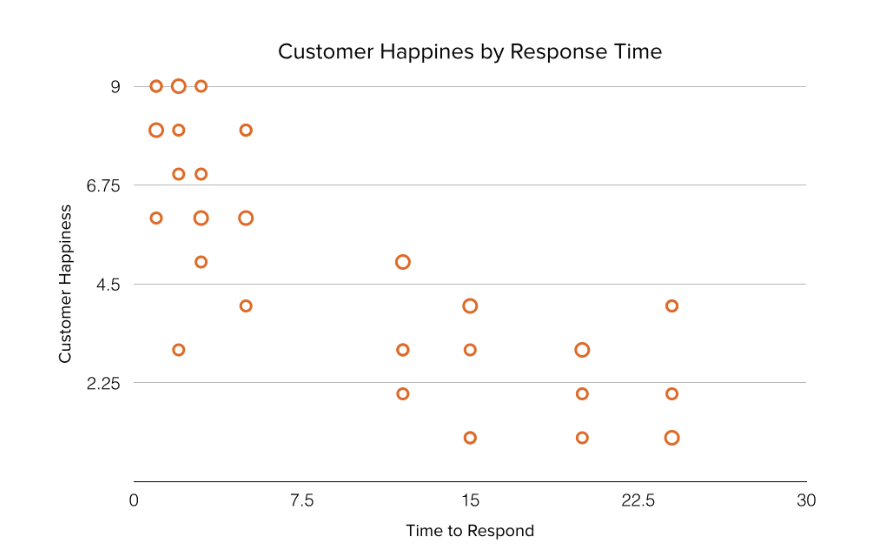 Customer Happines by Response Time
9
6.75
4.5
2.25
Customer Happiness
0 7.5 15 22.5 30
Time to Respond